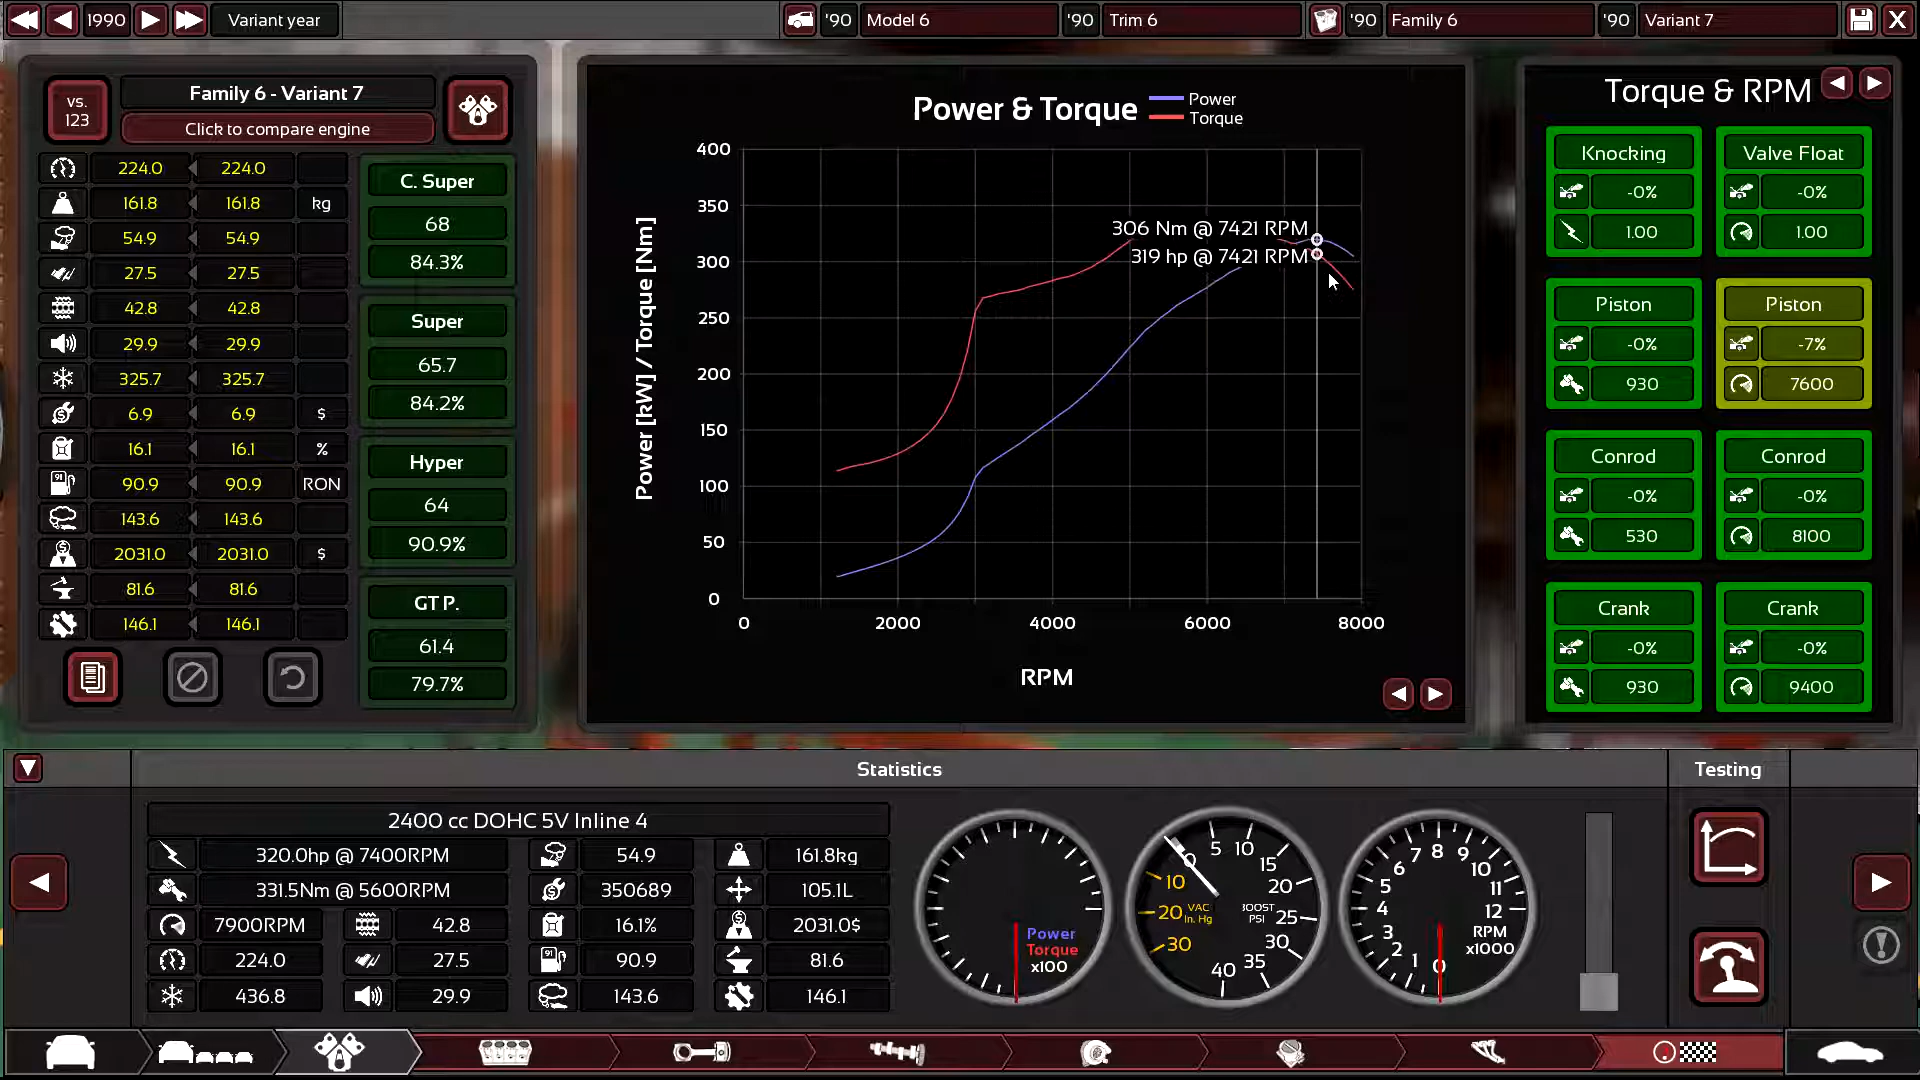 1990
Variant year
'90
Model 6
'90
Trim 6
'90
Family 6
'90
Variant 7
vs.
123
Family 6 - Variant 7
Click to compare engine
224.0 224.0
161.8 161.8 kg
54.9 54.9
27.5 27.5
42.8 42.8
29.9 29.9
325.7 325.7
6.9 6.9 $
16.1 16.1 %
90.9 90.9 RON
143.6 143.6
2031.0 2031.0 $
81.6 81.6
146.1 146.1
C. Super
68
84.3%
Super
65.7
84.2%
Hyper
64
90.9%
GT P.
61.4
79.7%
Power & Torque
Power
Torque
Power [kW] / Torque [Nm]
400
350
300
250
200
150
100
50
0
306 Nm @ 7421 RPM
319 hp @ 7421 RPM
0 2000 4000 6000 8000
RPM
Torque & RPM
Knocking
-0%
1.00
Valve Float
-0%
1.00
Piston
-0%
930
Piston
-7%
7600
Conrod
-0%
530
Conrod
-0%
8100
Crank
-0%
930
Crank
-0%
9400
Statistics
Testing
2400 cc DOHC 5V Inline 4
320.0hp @ 7400RPM 54.9 161.8kg
331.5Nm @ 5600RPM 350689 105.1L
7900RPM 42.8 16.1% 2031.0$
224.0 27.5 90.9 81.6
436.8 29.9 143.6 146.1
Power
Torque
x100
0 5 10 15 20 25 30 35 40
10 20 30
VAC
In. Hg
BOOST
PSI
0 1 2 3 4 5 6 7 8 9 10 11 12
RPM
x1000